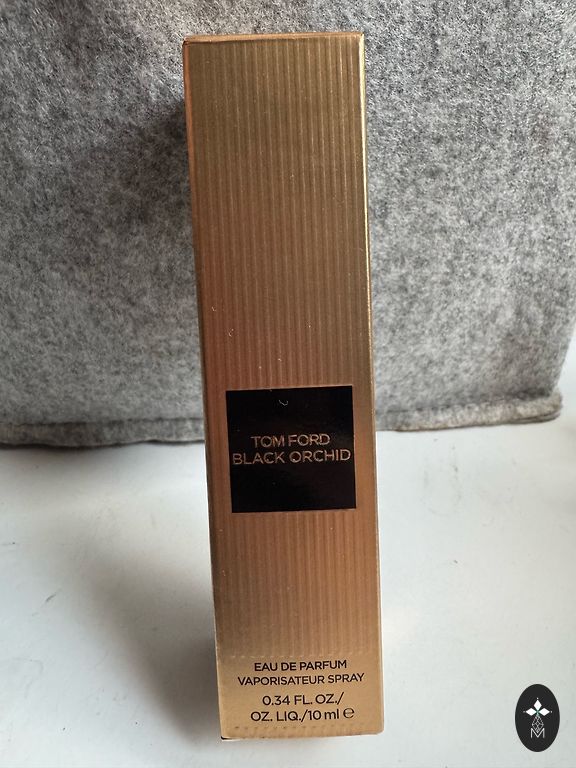 TOM FORD
BLACK ORCHID
EAU DE PARFUM
VAPORISATEUR SPRAY
0.34 FL. OZ./
OZ. LIQ./10 ml ℮